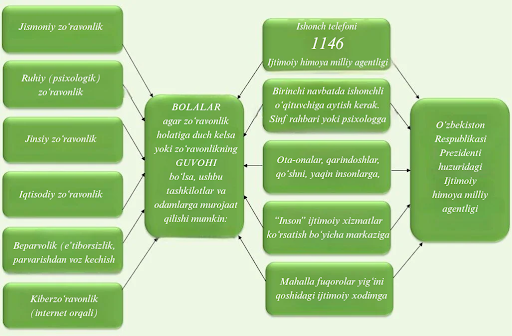 Jismoniy zo'ravonlik
Ruhiy (psixologik)
zo'ravonlik
Jinsiy zo'ravonlik
Iqtisodiy zo'ravonlik
Beparvolik (e'tiborsizlik,
parvarishdan voz kechish
Kiberzo'ravonlik
(internet orqali)
BOLALAR
agar zo'ravonlik
holatiga duch kelsa
yoki zo'ravonlikning
GUVOHI
bo'lsa, ushbu
tashkilotlar va
odamlarga murojaat
qilishi mumkin:
Ishonch telefoni
1146
Ijtimoiy himoya milliy agentligi
Birinchi navbatda ishonchli
o'qituvchiga aytish kerak.
Sinf rahbari yoki psixologga
Ota-onalar, qarindoshlar,
qo'shni, yaqin insonlarga,
"Inson" ijtimoiy xizmatlar
ko'rsatish bo'yicha markaziga
Mahalla fuqorolar yig'ini
qoshidagi ijtimoiy xodimga
O'zbekiston
Respublikasi
Prezidenti
huzuridagi
Ijtimoiy
himoya milliy
agentligi